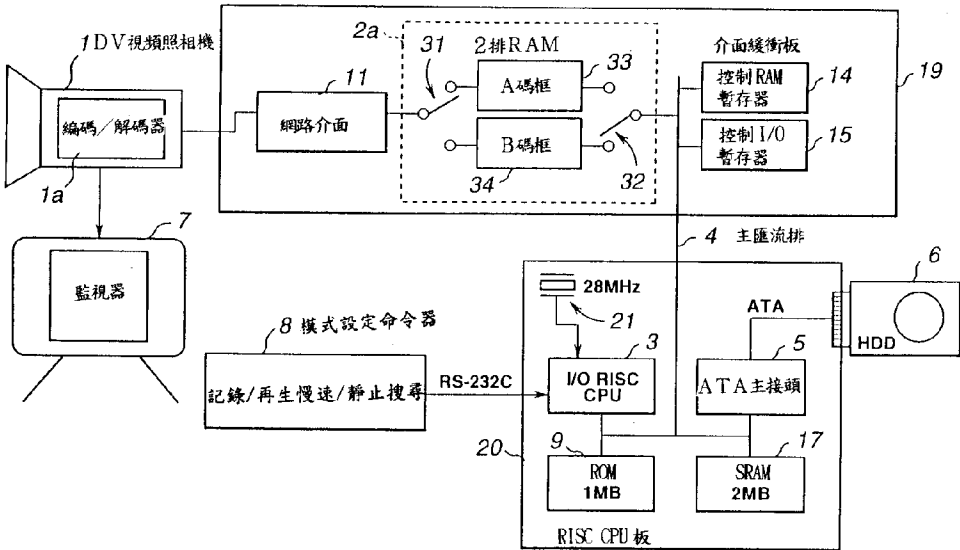 1 DV視頻照相機
編碼／解碼器
1a
7
監視器
2a
2排RAM
31
11
網路介面
A碼框
33
B碼框
34
32
介面緩衝板
控制RAM
暫存器
14
控制I/O
暫存器
15
19
4 主匯流排
8 模式設定命令器
記錄/再生慢速/靜止搜尋
RS-232C
28MHz
21
3
I/O RISC
CPU
ATA
5
ATA主接頭
6
HDD
20
9
ROM
1MB
17
SRAM
2MB
RISC CPU板